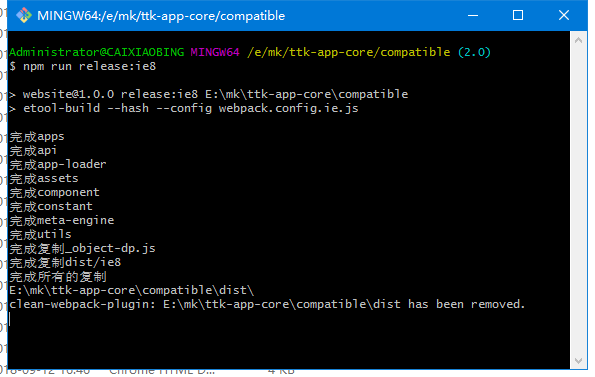 MINGW64:/e/mk/ttk-app-core/compatible
Administrator@CAIXIAOBING MINGW64 /e/mk/ttk-app-core/compatible (2.0)
$ npm run release:ie8
> website@1.0.0 release:ie8 E:\mk\ttk-app-core\compatible
> etool-build --hash --config webpack.config.ie.js
完成apps
完成api
完成app-loader
完成assets
完成component
完成constant
完成meta-engine
完成utils
完成复制_object-dp.js
完成复制dist/ie8
完成所有的复制
E:\mk\ttk-app-core\compatible\dist\
clean-webpack-plugin: E:\mk\ttk-app-core\compatible\dist has been removed.